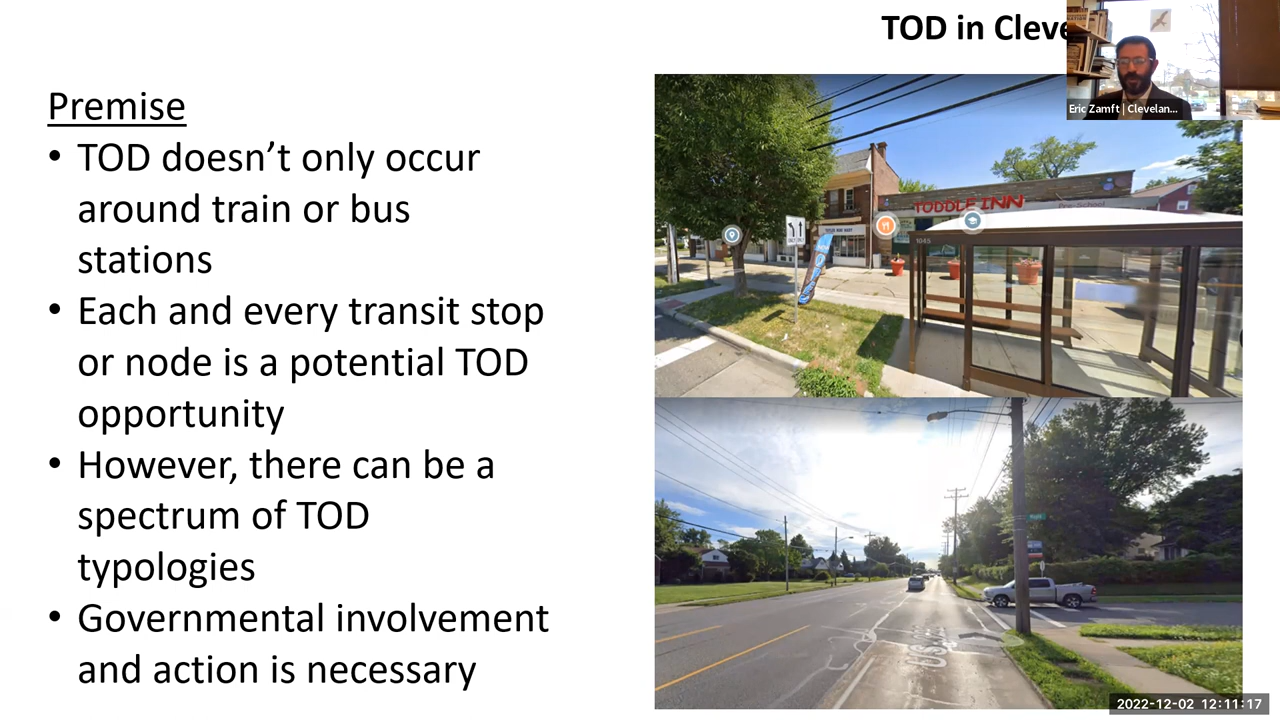 TOD in Cleve
Eric Zamft | Clevelan...
Premise
• TOD doesn’t only occur
around train or bus
stations
• Each and every transit stop
or node is a potential TOD
opportunity
• However, there can be a
spectrum of TOD
typologies
• Governmental involvement
and action is necessary
TODDLE INN
Pre-School
1049
ONLY
2022-12-02 12:11:17